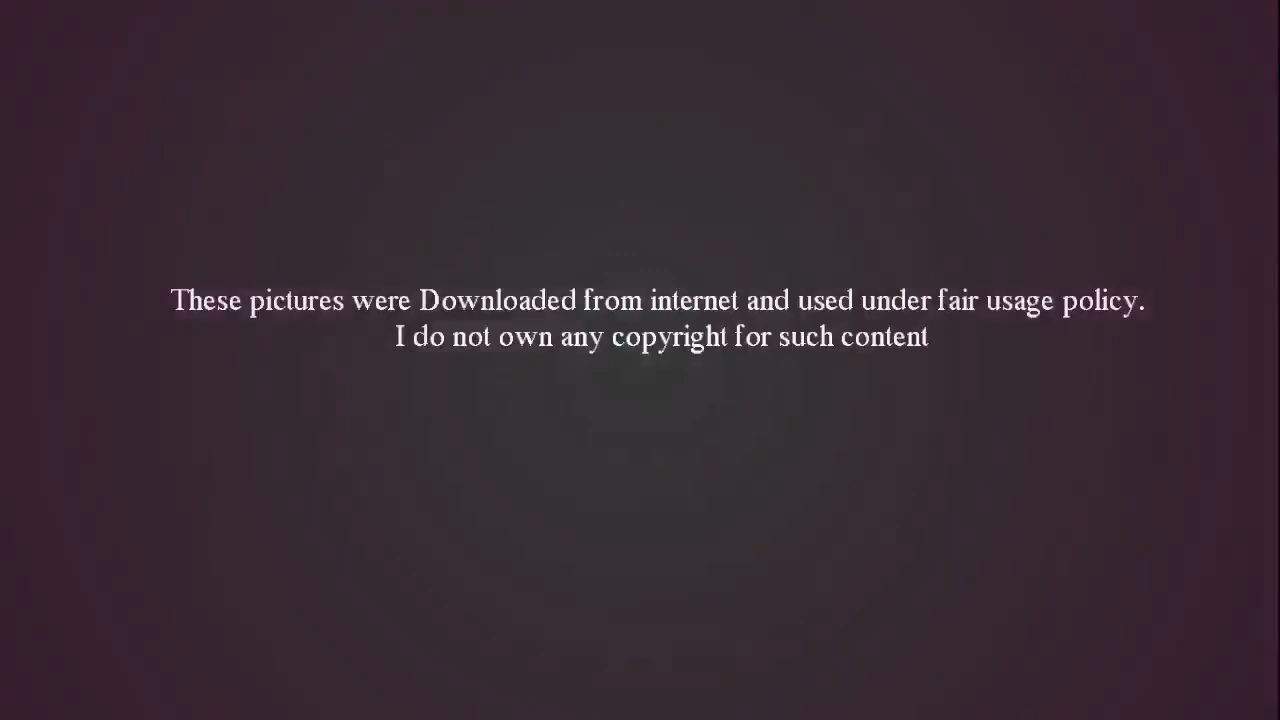 These pictures were Downloaded from internet and used under fair usage policy.
I do not own any copyright for such content